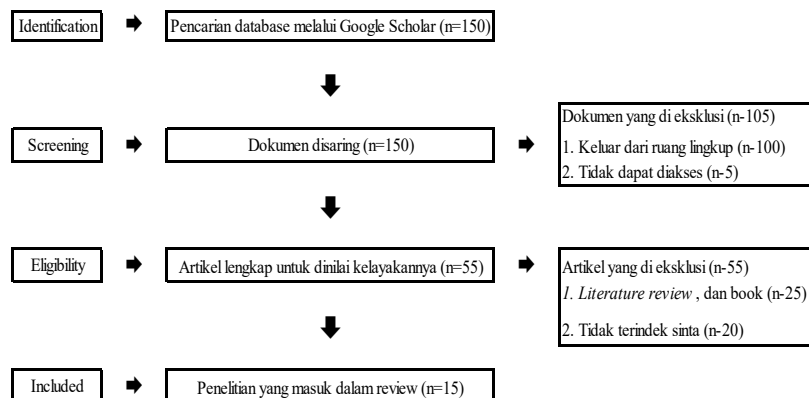 Identification
Pencarian database melalui Google Scholar (n=150)
Screening
Dokumen disaring (n=150)
Dokumen yang di eksklusi (n-105)
1. Keluar dari ruang lingkup (n-100)
2. Tidak dapat diakses (n-5)
Eligibility
Artikel lengkap untuk dinilai kelayakannya (n=55)
Artikel yang di eksklusi (n-55)
1. Literature review , dan book (n-25)
2. Tidak terindek sinta (n-20)
Included
Penelitian yang masuk dalam review (n=15)